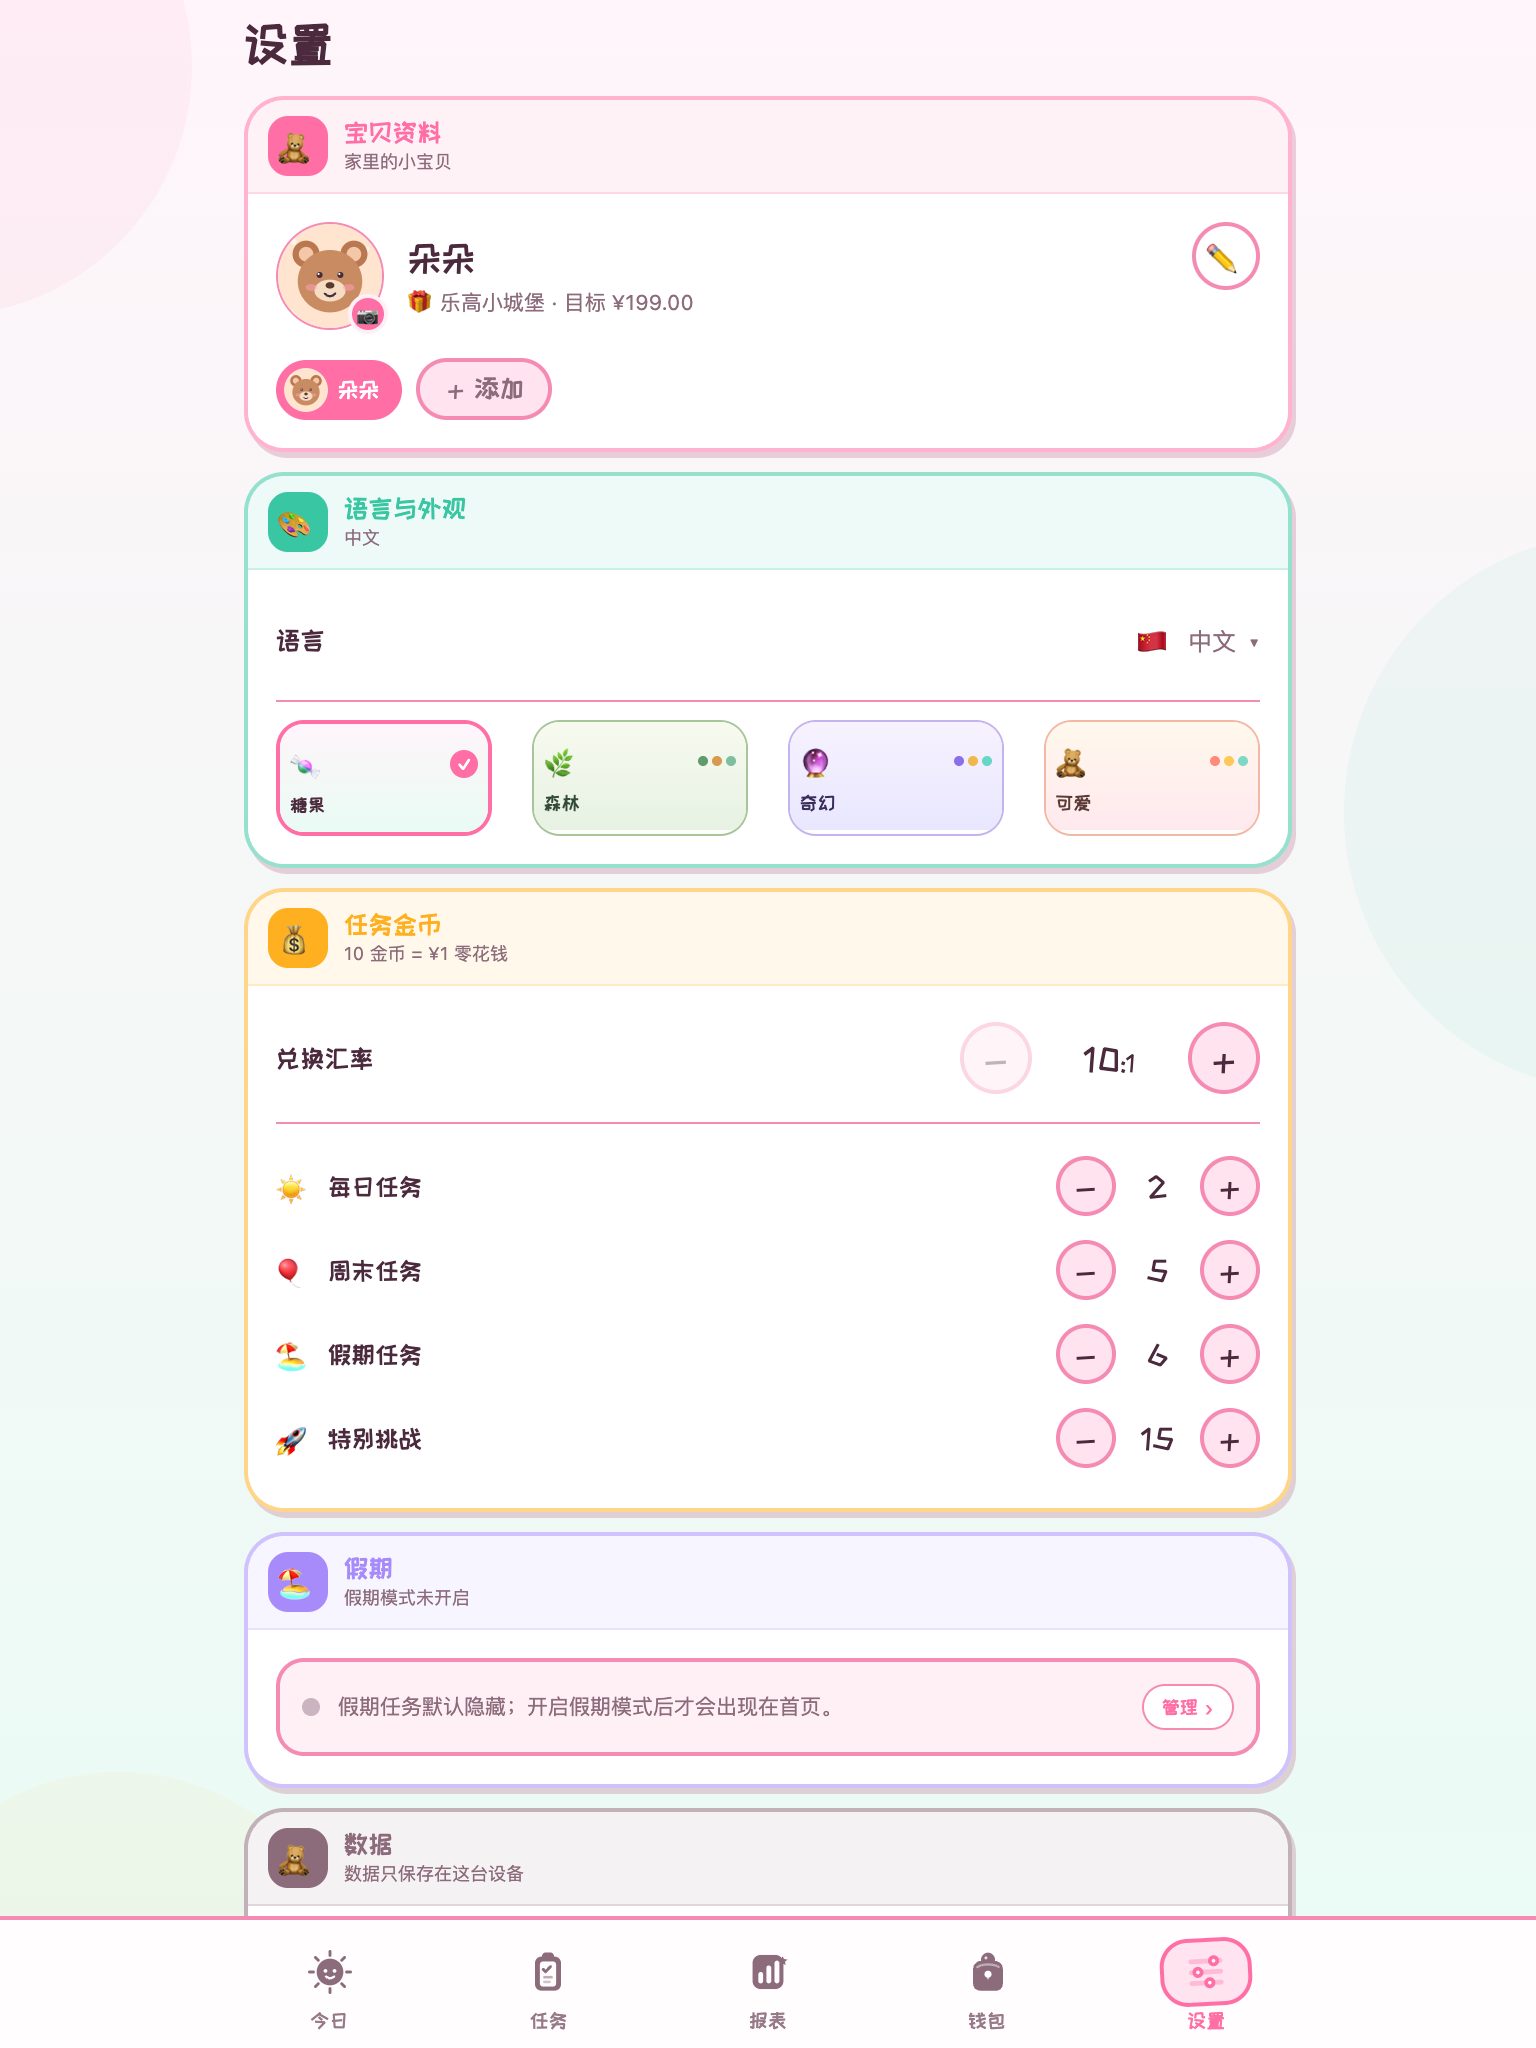 设置
宝贝资料
家里的小宝贝
朵朵
乐高小城堡 · 目标 ¥199.00
朵朵
+ 添加
语言与外观
中文
语言
中文 ▾
糖果
森林
奇幻
可爱
任务金币
10 金币 = ¥1 零花钱
兑换汇率
− 10:1 +
每日任务
− 2 +
周末任务
− 5 +
假期任务
− 6 +
特别挑战
− 15 +
假期
假期模式未开启
假期任务默认隐藏；开启假期模式后才会出现在首页。
管理 ›
数据
数据只保存在这台设备
今日
任务
报表
钱包
设置